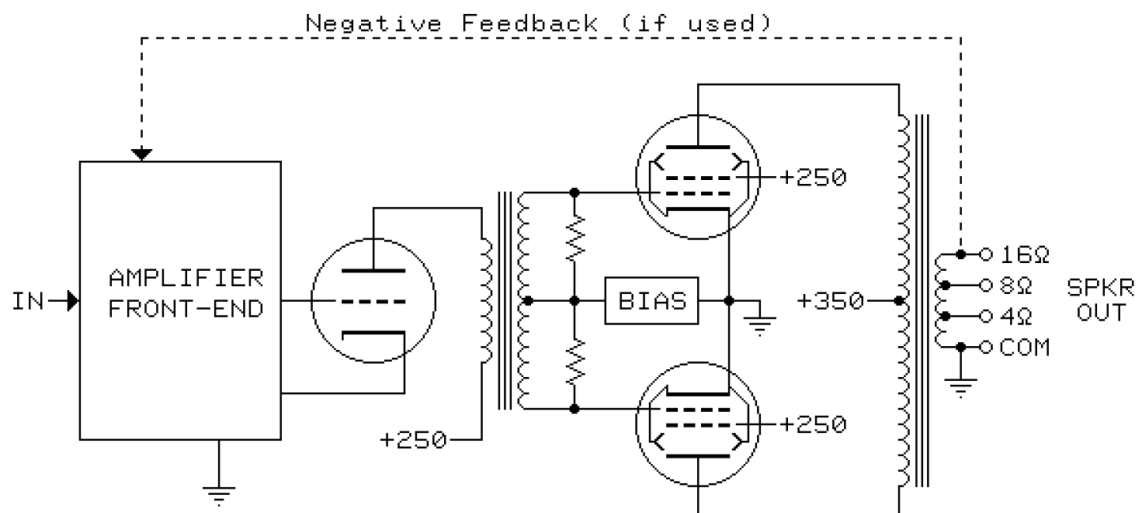 Negative Feedback (if used)
+250
AMPLIFIER
FRONT-END
IN
BIAS
+350
16Ω
8Ω
4Ω
COM
SPKR
OUT
+250
+250